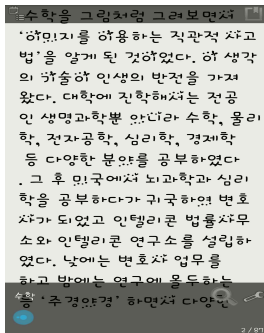 수학을 그림처럼 그려보면서
'이미지를 이용하는 직관적 사고
법'을 알게 된 것이었다. 이 생각
의 기술이 인생의 반전을 가져
왔다. 대학에 진학해서는 전공
인 생명과학뿐 아니라 수학, 물리
학, 전자공학, 심리학, 경제학
등 다양한 분야를 공부하였다
. 그 후 미국에서 뇌과학과 심리
학을 공부하다가 귀국하여 변호
사가 되었고 인텔리콘 법률사무
소와 인텔리콘 연구소를 설립하
였다. 낮에는 변호사 업무를
하고 밤에는 연구에 몰두하는
'주경야경' 하면서 다양한
수학
2 / 87